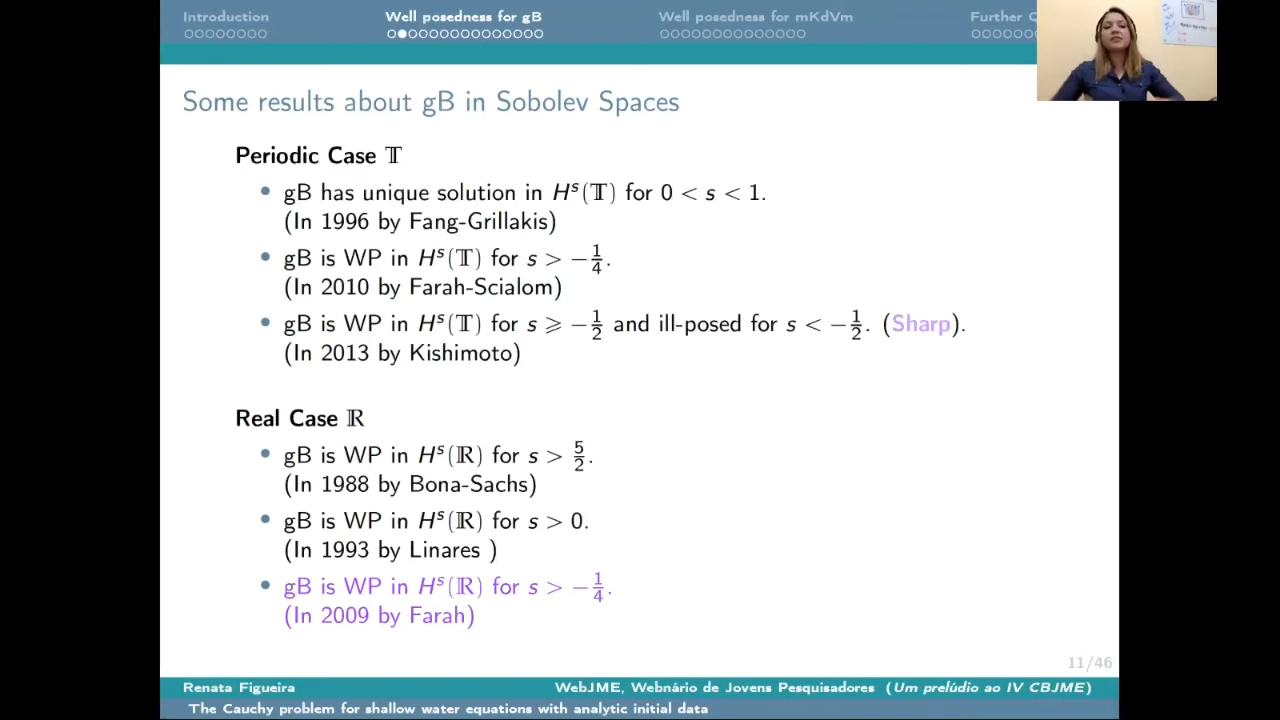 Introduction
Well posedness for gB
Well posedness for mKdVm
Further Q
Some results about gB in Sobolev Spaces
Periodic Case 𝕋
• gB has unique solution in Hˢ(𝕋) for 0 < s < 1.
(In 1996 by Fang-Grillakis)
• gB is WP in Hˢ(𝕋) for s > −1/4.
(In 2010 by Farah-Scialom)
• gB is WP in Hˢ(𝕋) for s ⩾ −1/2 and ill-posed for s < −1/2. (Sharp).
(In 2013 by Kishimoto)
Real Case ℝ
• gB is WP in Hˢ(ℝ) for s > 5/2.
(In 1988 by Bona-Sachs)
• gB is WP in Hˢ(ℝ) for s > 0.
(In 1993 by Linares )
• gB is WP in Hˢ(ℝ) for s > −1/4.
(In 2009 by Farah)
11/46
Renata Figueira
WebJME, Webnário de Jovens Pesquisadores (Um prelúdio ao IV CBJME)
The Cauchy problem for shallow water equations with analytic initial data